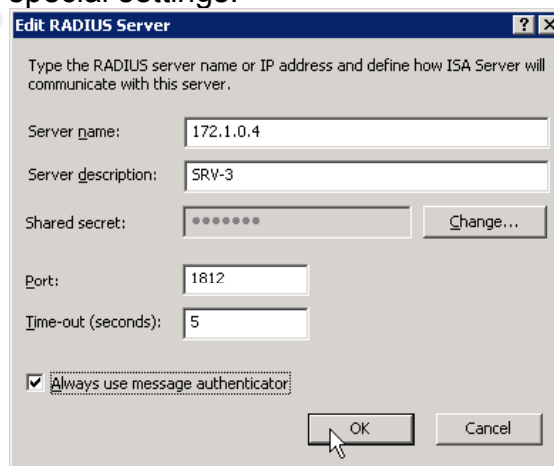 special settings.
Edit RADIUS Server
Type the RADIUS server name or IP address and define how ISA Server will
communicate with this server.
Server name: 172.1.0.4
Server description: SRV-3
Shared secret: ●●●●●●● Change...
Port: 1812
Time-out (seconds): 5
Always use message authenticator
OK Cancel